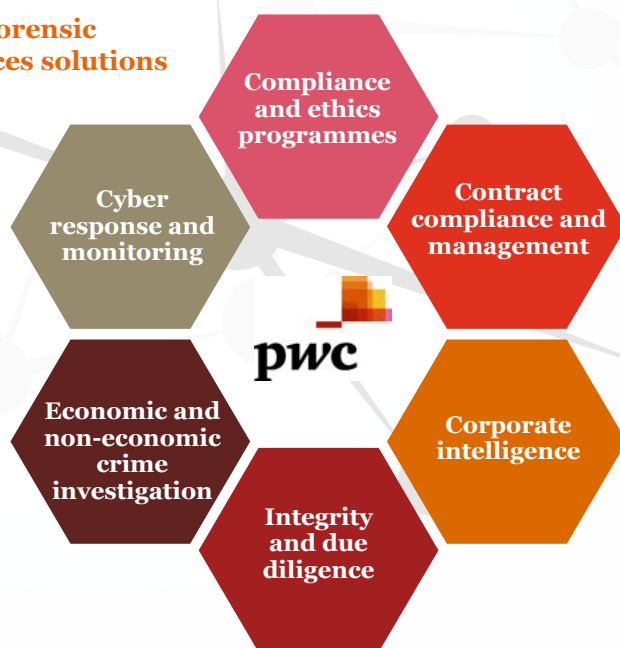 orensic
ces solutions
Compliance
and ethics
programmes
Contract
compliance and
management
Corporate
intelligence
Integrity
and due
diligence
Economic and
non-economic
crime
investigation
Cyber
response and
monitoring
pwc